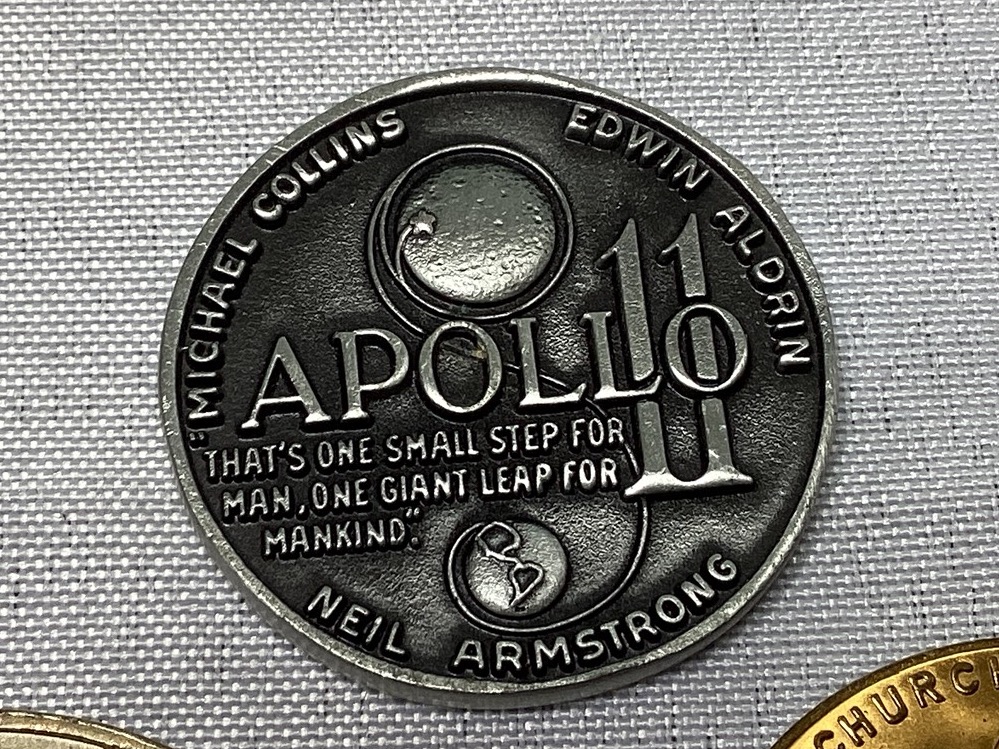 MICHAEL COLLINS
EDWIN ALDRIN
APOLLO 11
"THAT'S ONE SMALL STEP FOR
MAN, ONE GIANT LEAP FOR
MANKIND."
NEIL ARMSTRONG